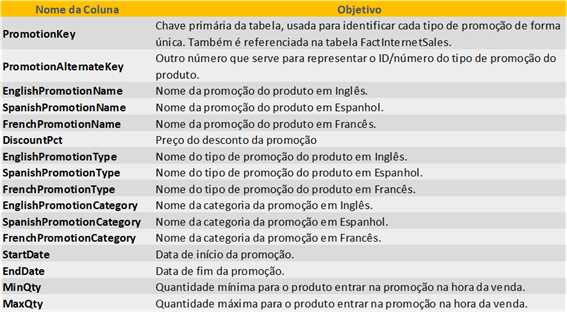 Nome da Coluna Objetivo
PromotionKey Chave primária da tabela, usada para identificar cada tipo de promoção de forma
única. Também é referenciada na tabela FactInternetSales.
PromotionAlternateKey Outro número que serve para representar o ID/número do tipo de promoção do
produto.
EnglishPromotionName Nome da promoção do produto em Inglês.
SpanishPromotionName Nome da promoção do produto em Espanhol.
FrenchPromotionName Nome da promoção do produto em Francês.
DiscountPct Preço do desconto da promoção
EnglishPromotionType Nome do tipo de promoção do produto em Inglês.
SpanishPromotionType Nome do tipo de promoção do produto em Espanhol.
FrenchPromotionType Nome do tipo de promoção do produto em Francês.
EnglishPromotionCategory Nome da categoria da promoção em Inglês.
SpanishPromotionCategory Nome da categoria da promoção em Espanhol.
FrenchPromotionCategory Nome da categoria da promoção em Francês.
StartDate Data de início da promoção.
EndDate Data de fim da promoção.
MinQty Quantidade mínima para o produto entrar na promoção na hora da venda.
MaxQty Quantidade máxima para o produto entrar na promoção na hora da venda.